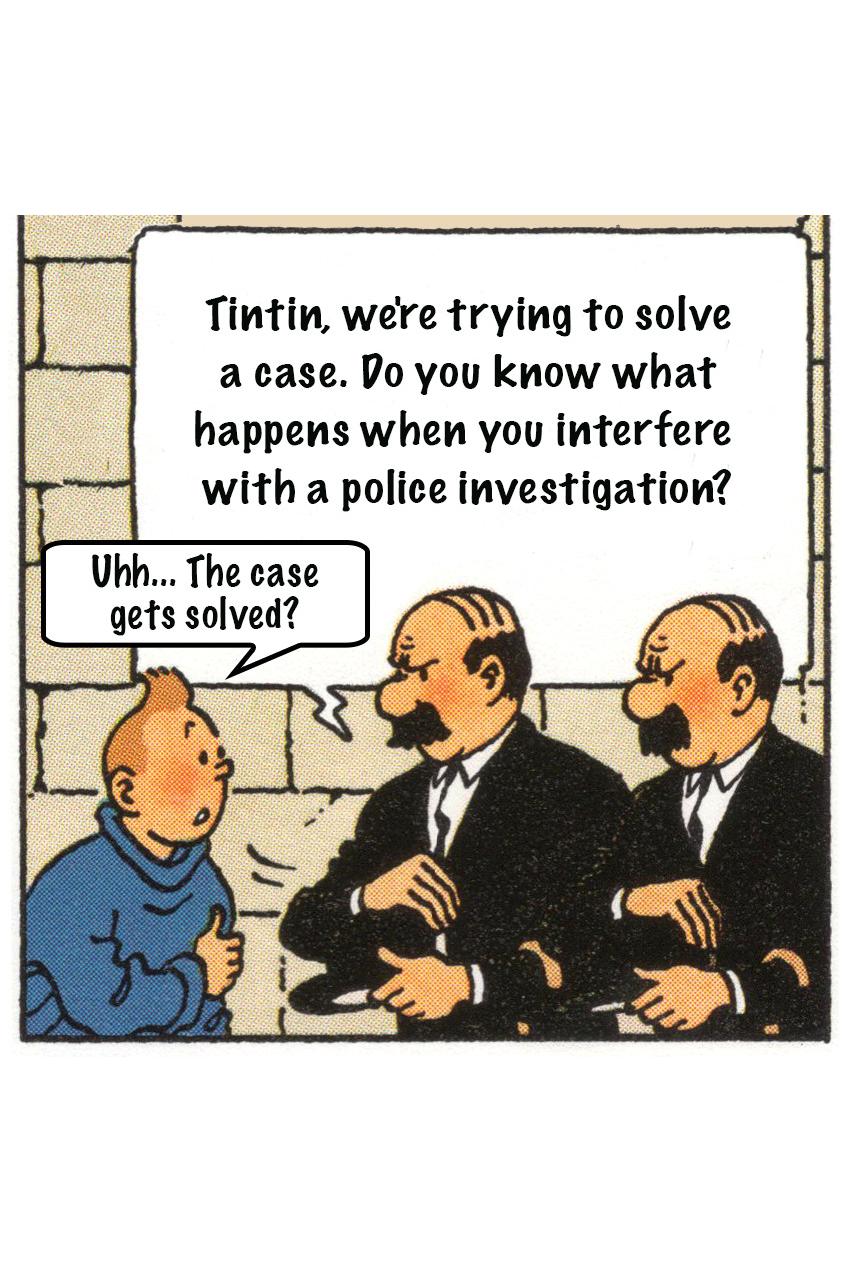 Tintin, we're trying to solve
a case. Do you know what
happens when you interfere
with a police investigation?
Uhh... The case
gets solved?